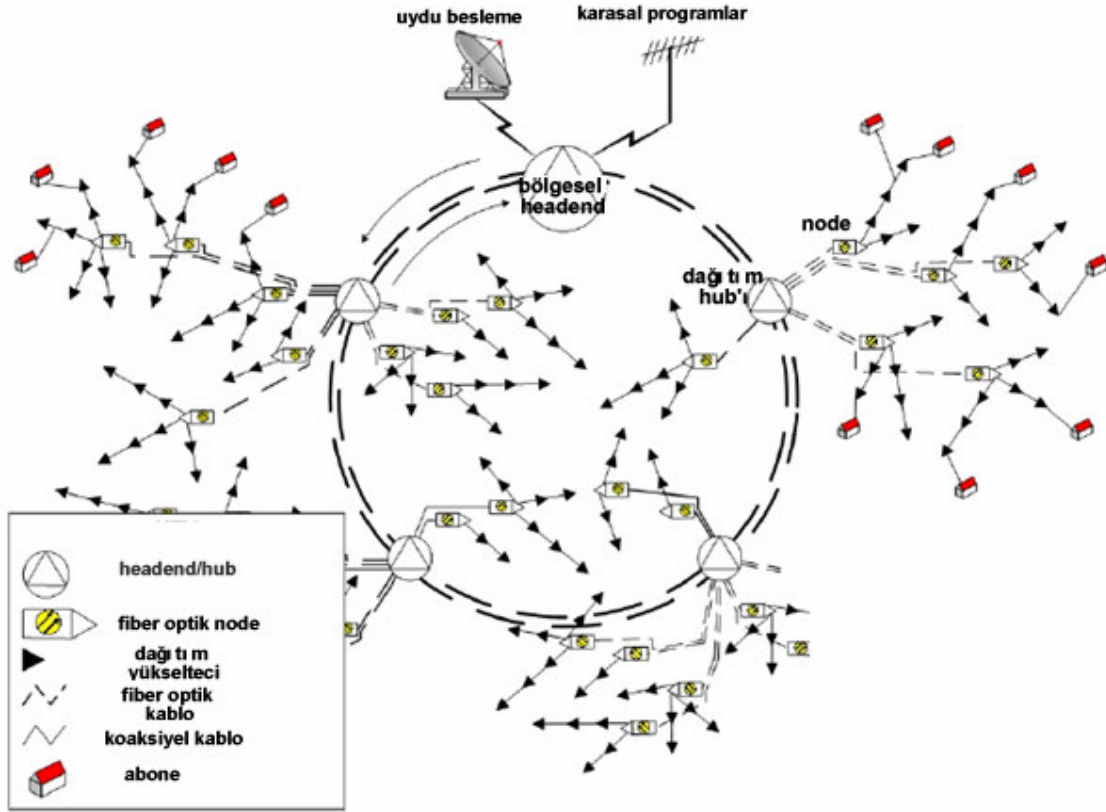 uydu besleme
karasal programlar
bölgesel
headend
node
dağıtım
hub'ı
headend/hub
fiber optik node
dağıtım
yükselteci
fiber optik
kablo
koaksiyel kablo
abone